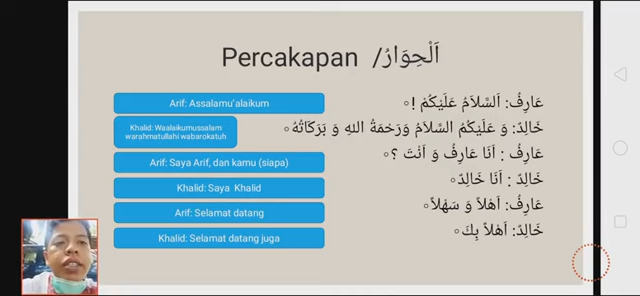 Percakapan / اَلْحِوَارُ
Arif: Assalamu'alaikum
Khalid: Waalaikumussalam
warahmatullahi wabarokatuh
Arif: Saya Arif, dan kamu (siapa)
Khalid: Saya Khalid
Arif: Selamat datang
Khalid: Selamat datang juga
عَارِفُ: اَلسَّلاَمُ عَلَيْكُمْ !
خَالِدٌ: وَ عَلَيْكُمُ السَّلاَمُ وَرَحْمَةُ اللهِ وَ بَرَكَاتُهُ
عَارِفُ : أَنَا عَارِفُ وَ أَنْتَ ؟
خَالِدٌ : أَنَا خَالِدٌ
عَارِفُ: اَهْلاً وَ سَهْلاً
خَالِدٌ: اَهْلاً بِكَ